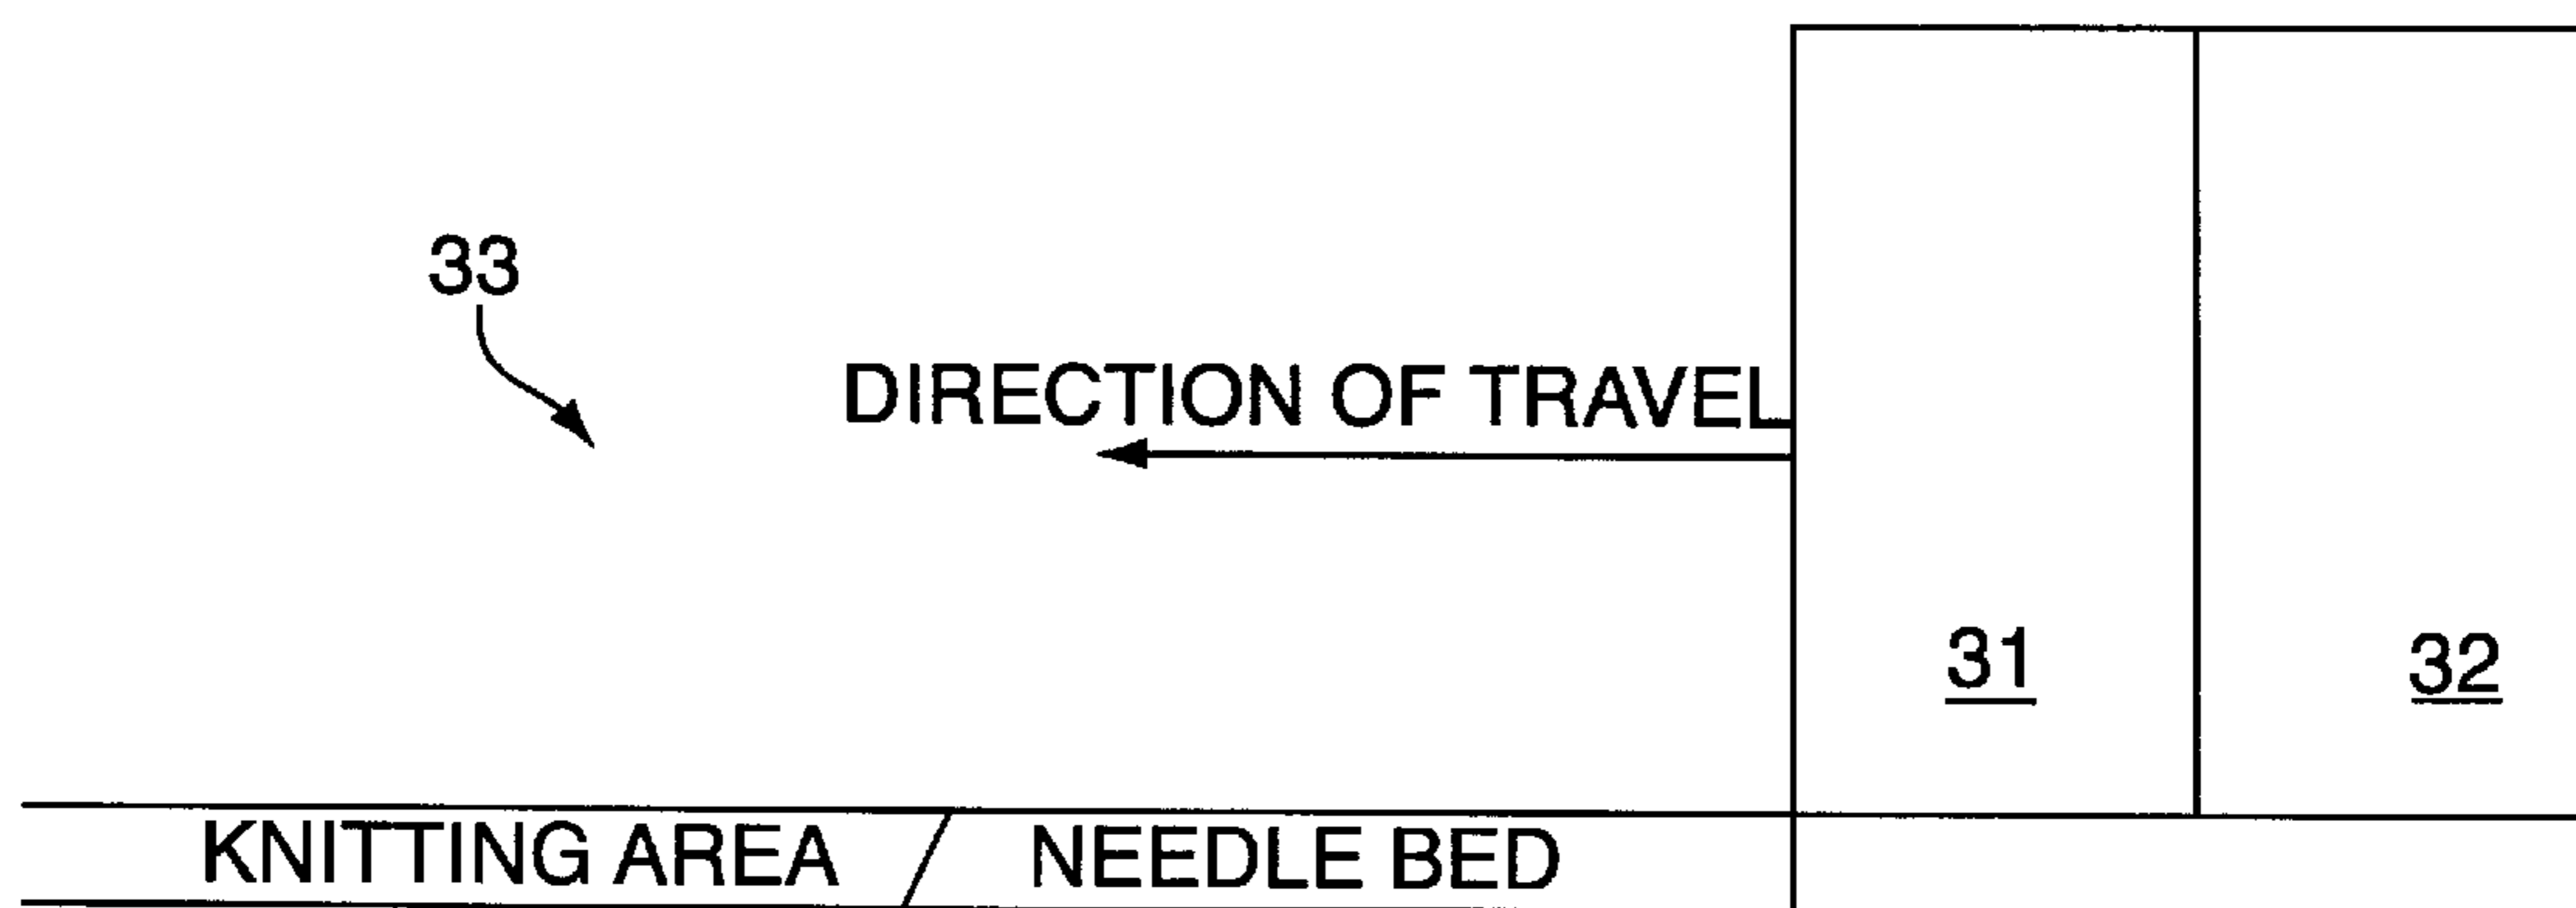 33
DIRECTION OF TRAVEL
31
32
KNITTING AREA / NEEDLE BED